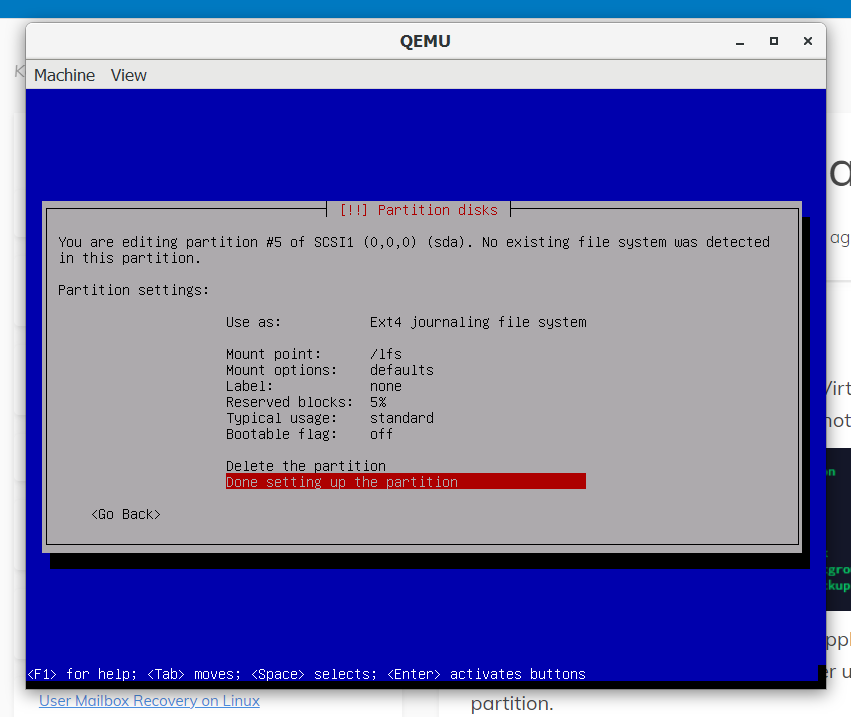 QEMU
Machine View
[!!] Partition disks
You are editing partition #5 of SCSI1 (0,0,0) (sda). No existing file system was detected
in this partition.
Partition settings:
Use as: Ext4 journaling file system
Mount point: /lfs
Mount options: defaults
Label: none
Reserved blocks: 5%
Typical usage: standard
Bootable flag: off
Delete the partition
Done setting up the partition
<Go Back>
<F1> for help; <Tab> moves; <Space> selects; <Enter> activates buttons
User Mailbox Recovery on Linux
partition.